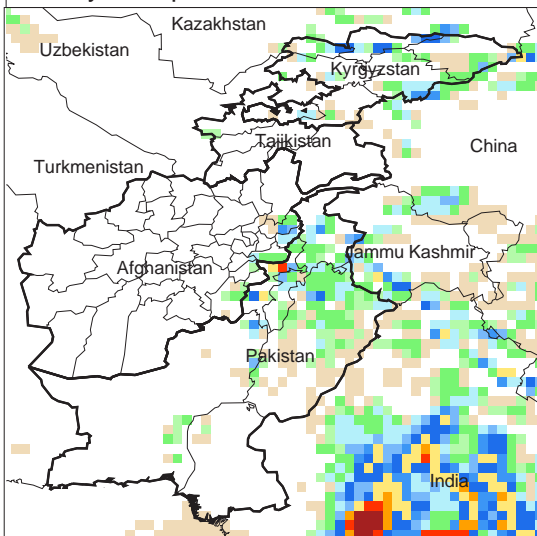 Kazakhstan
Uzbekistan
Kyrgyzstan
Tajikistan
China
Turkmenistan
Jammu Kashmir
Afghanistan
Pakistan
India